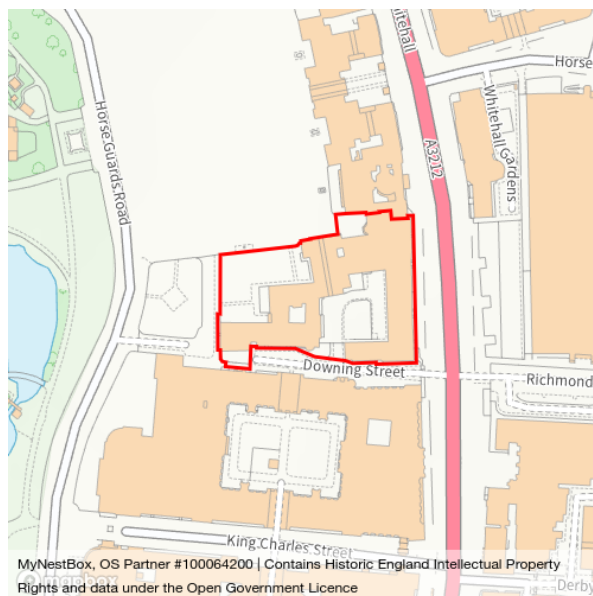 Whitehall
Horse
Horse Guards Road
Whitehall Gardens
A3212
Downing Street
Richmond
King Charles Street
MyNestBox, OS Partner #100064200 | Contains Historic England Intellectual Property
Rights and data under the Open Government Licence
mapbox
Derby